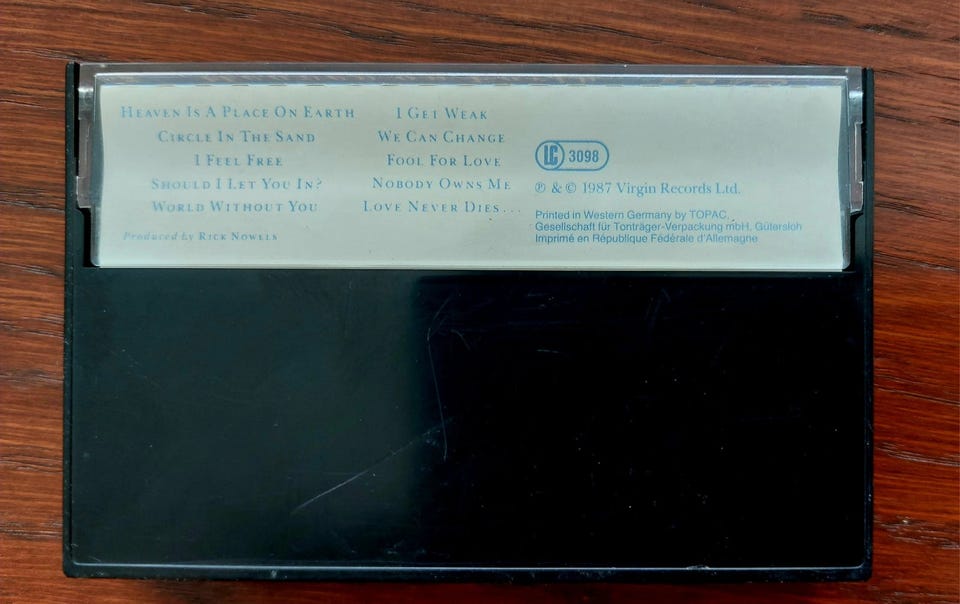 HEAVEN IS A PLACE ON EARTH
CIRCLE IN THE SAND
I FEEL FREE
SHOULD I LET YOU IN?
WORLD WITHOUT YOU
Produced by RICK NOWELS
I GET WEAK
WE CAN CHANGE
FOOL FOR LOVE
NOBODY OWNS ME
LOVE NEVER DIES...
LC 3098
℗ & © 1987 Virgin Records Ltd.
Printed in Western Germany by TOPAC,
Gesellschaft für Tonträger-Verpackung mbH, Gütersloh
Imprimé en République Fédérale d'Allemagne